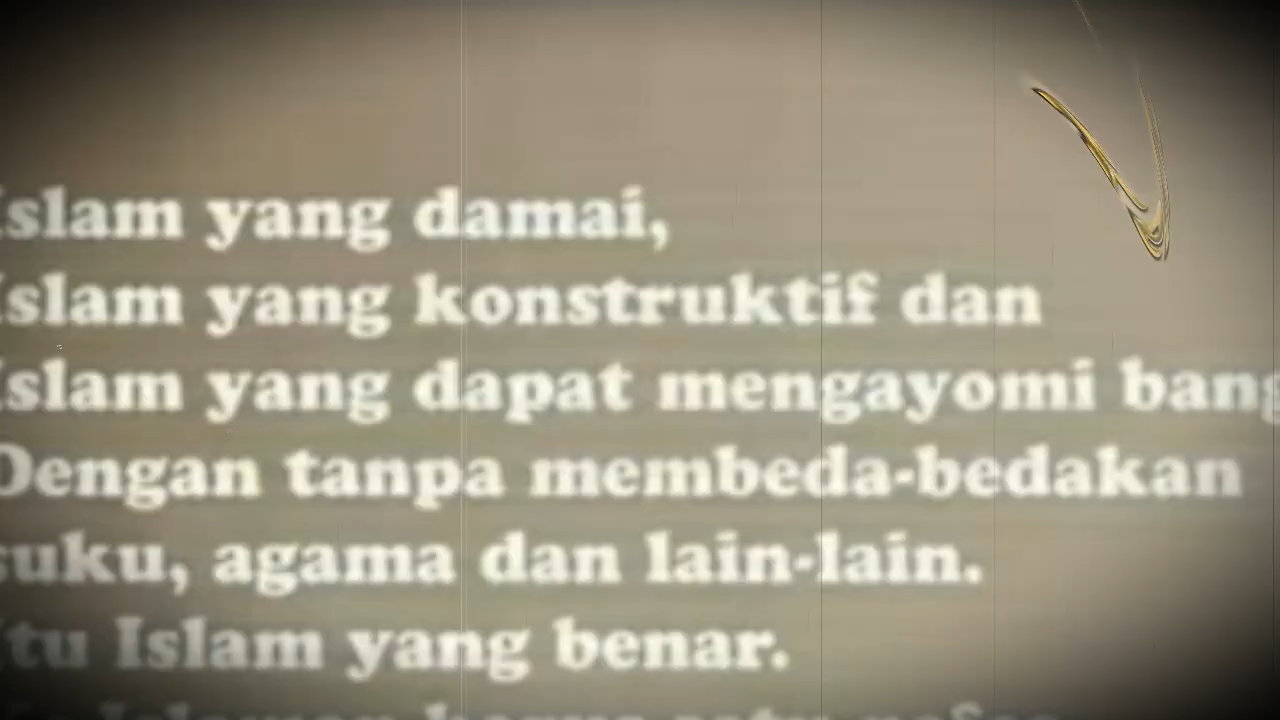 Islam yang damai,
Islam yang konstruktif dan
Islam yang dapat mengayomi bang
Dengan tanpa membeda-bedakan
suku, agama dan lain-lain.
Itu Islam yang benar.